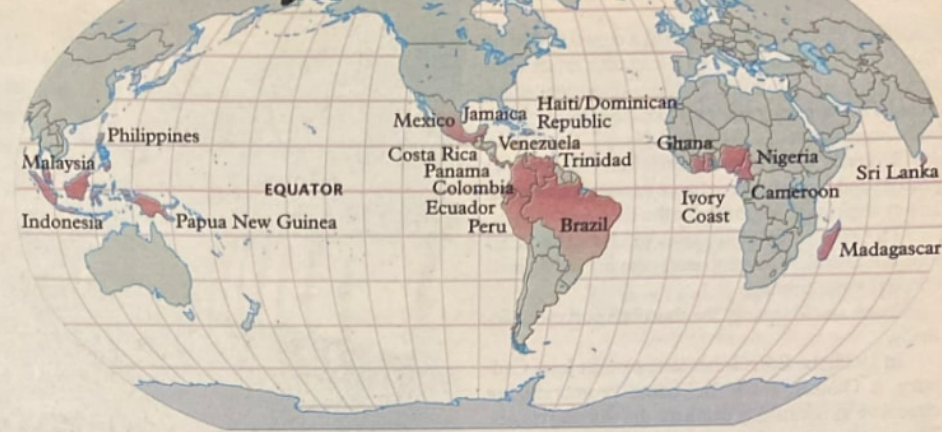 Haiti/Dominican
Republic
Mexico
Jamaica
Philippines
Ghana
Venezuela
Costa Rica
Trinidad
Nigeria
Malaysia
Panama
Sri Lanka
EQUATOR
Colombia
Cameroon
Ecuador
Ivory
Coast
Indonesia
Papua New Guinea
Peru
Brazil
Madagascar